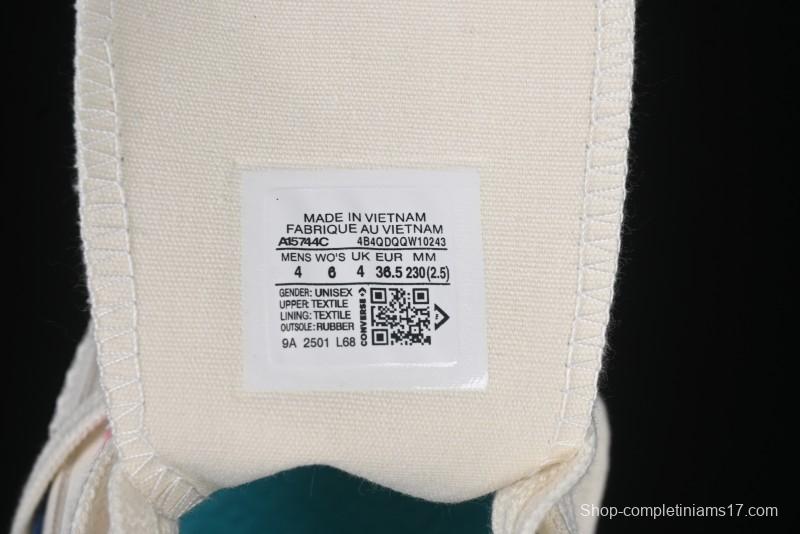 MADE IN VIETNAM
FABRIQUE AU VIETNAM
A15744C 4B4QDQQW10243
MENS WO'S UK EUR MM
4 6 4 36.5 230(2.5)
GENDER: UNISEX
UPPER: TEXTILE
LINING: TEXTILE
OUTSOLE: RUBBER
CONVERSE
9A 2501 L68
Shop-completiniams17.com